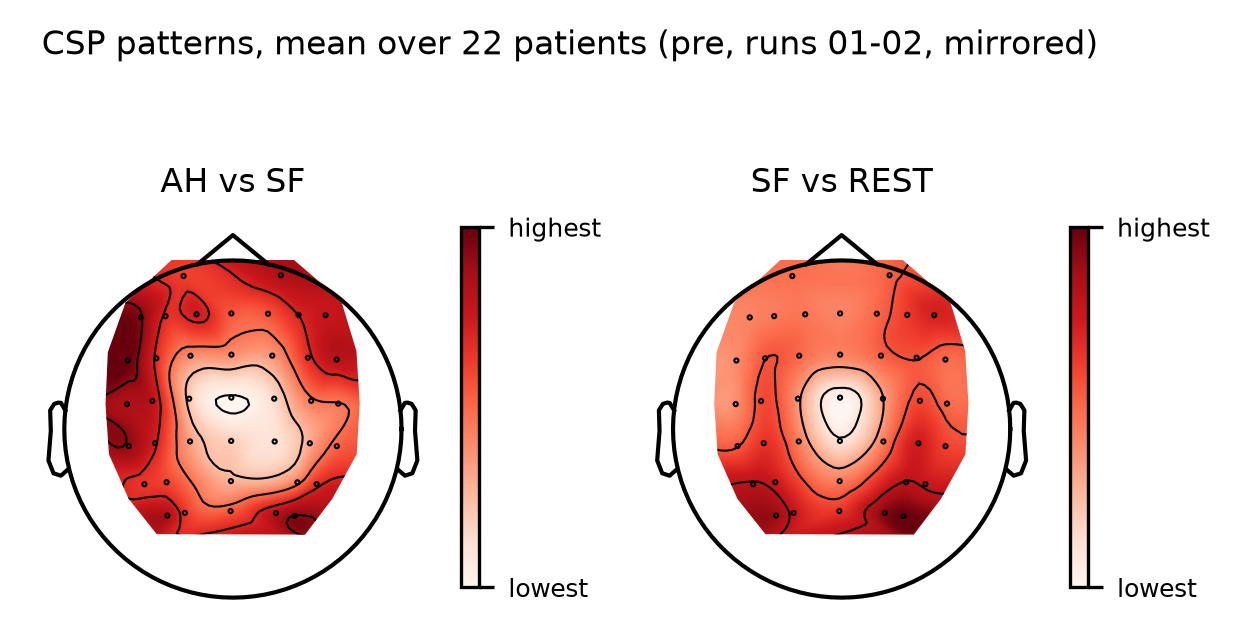 CSP patterns, mean over 22 patients (pre, runs 01-02, mirrored)
AH vs SF
highest
lowest
SF vs REST
highest
lowest